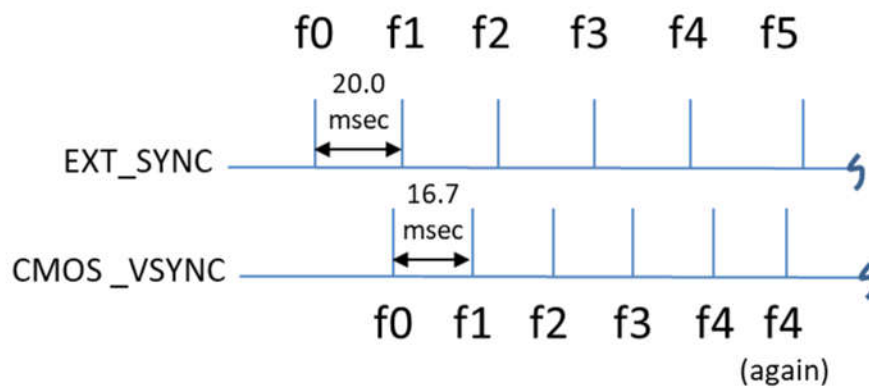 f0 f1 f2 f3 f4 f5
20.0
msec
EXT_SYNC
16.7
msec
CMOS _VSYNC
f0 f1 f2 f3 f4 f4
(again)